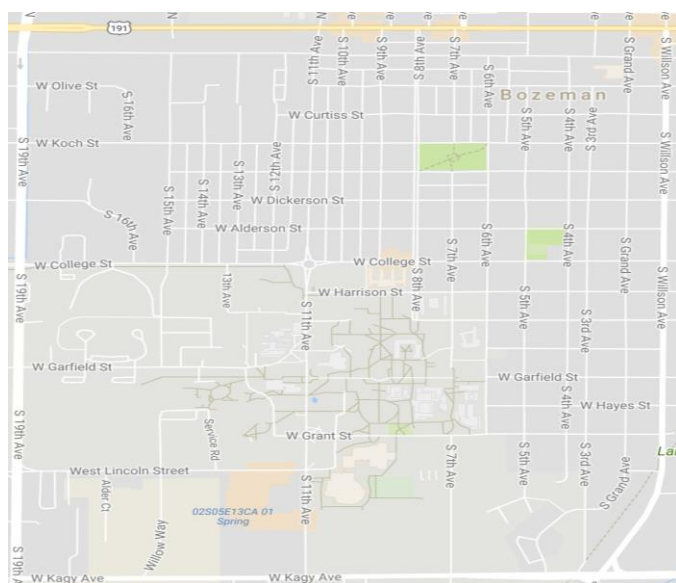 191
S 11th Ave
S 10th Ave
S 9th Ave
S 8th Ave
S 7th Ave
S Grand Ave
S Willson Ave
W Olive St
S 16th Ave
S 6th Ave
Bozeman
W Curtiss St
S 5th Ave
S 4th Ave
S 3rd Ave
W Koch St
S 19th Ave
S 12th Ave
S 13th Ave
S 14th Ave
S 15th Ave
S Willson Ave
W Dickerson St
S 16th Ave
W Alderson St
S 6th Ave
S 4th Ave
S 7th Ave
S Grand Ave
W College St
W College St
S 19th Ave
13th Ave
S 8th Ave
S Willson Ave
W Harrison St
S 11th Ave
S 5th Ave
S 3rd Ave
W Garfield St
W Garfield St
S 4th Ave
W Hayes St
S 19th Ave
Service Rd
W Grant St
S 7th Ave
S 5th Ave
S 3rd Ave
S Grand Ave
West Lincoln Street
Alder Ct
S 11th Ave
02S05E13CA 01
Spring
Willow Way
S 19th Ave
W Kagy Ave
W Kagy Ave